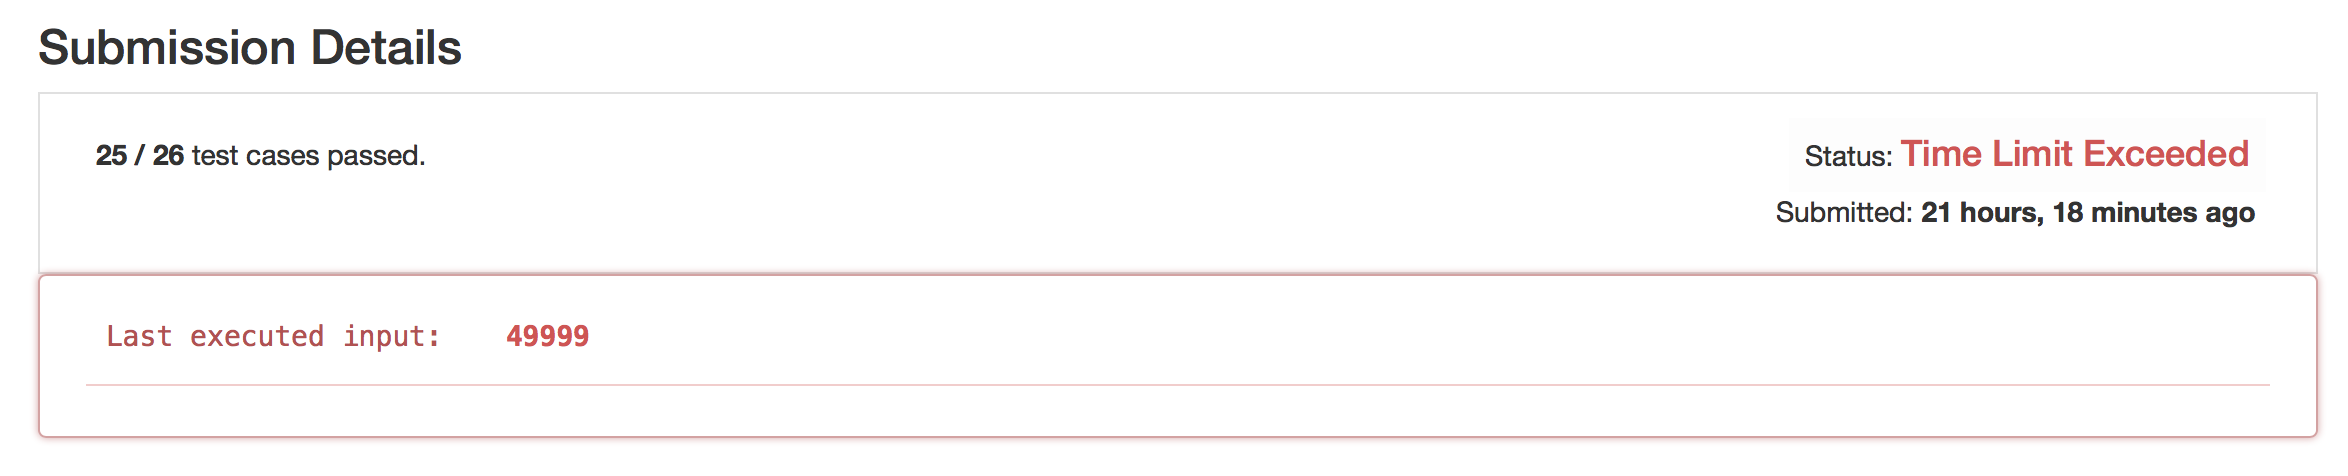 Submission Details
25 / 26 test cases passed.
Status: Time Limit Exceeded
Submitted: 21 hours, 18 minutes ago
Last executed input: 49999